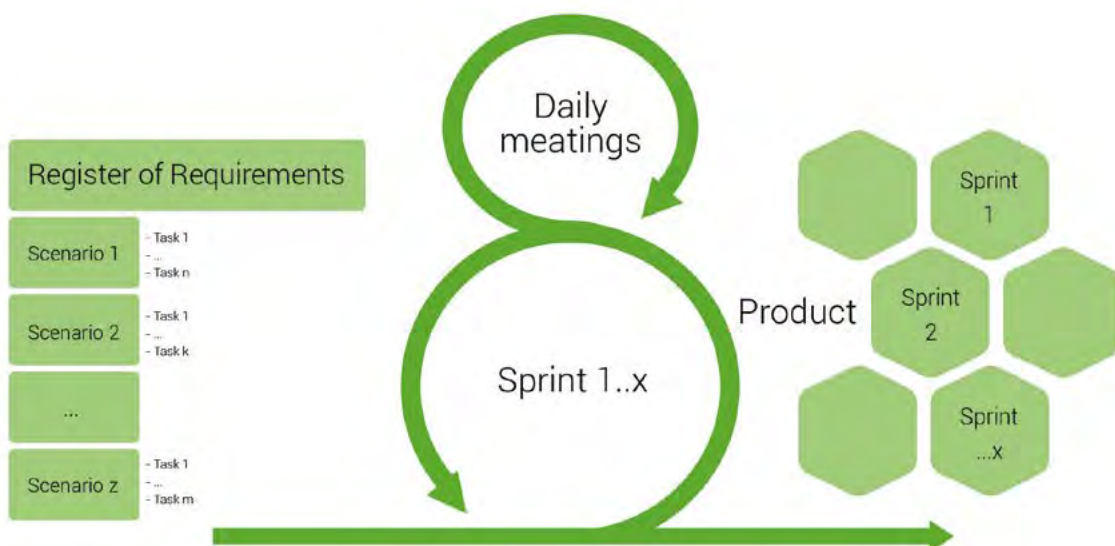 Register of Requirements
Scenario 1
- Task 1
- ...
- Task n
Scenario 2
- Task 1
- ...
- Task k
...
Scenario z
- Task 1
- ...
- Task m
Daily
meatings
Sprint 1..x
Product
Sprint
1
Sprint
2
Sprint
...x